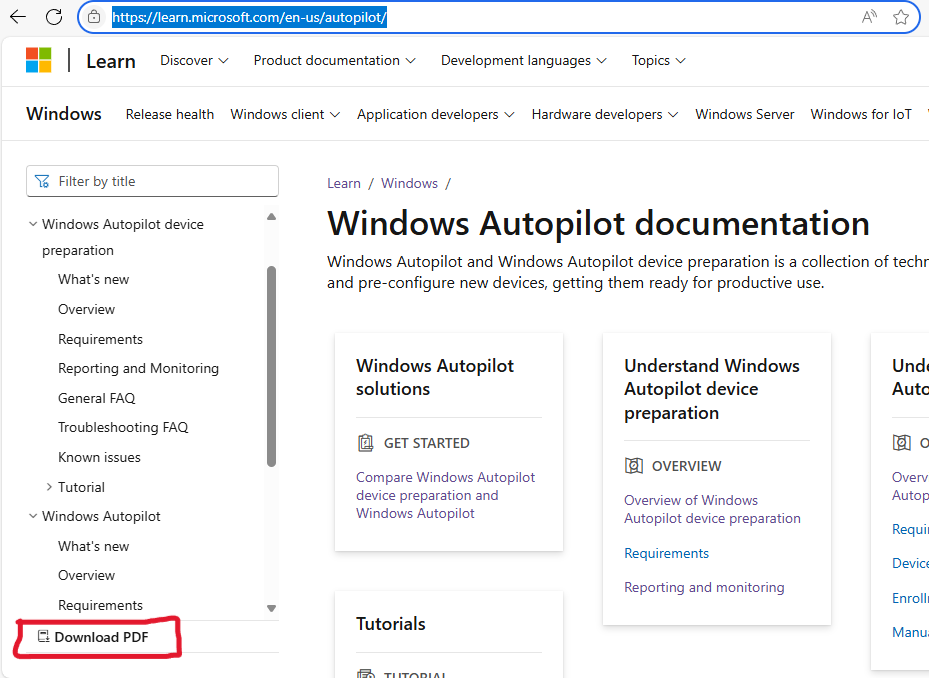 https://learn.microsoft.com/en-us/autopilot/
Learn Discover Product documentation Development languages Topics
Windows Release health Windows client Application developers Hardware developers Windows Server Windows for IoT
Filter by title
Windows Autopilot device
preparation
What's new
Overview
Requirements
Reporting and Monitoring
General FAQ
Troubleshooting FAQ
Known issues
Tutorial
Windows Autopilot
What's new
Overview
Requirements
Download PDF
Learn / Windows /
Windows Autopilot documentation
Windows Autopilot and Windows Autopilot device preparation is a collection of techn
and pre-configure new devices, getting them ready for productive use.
Windows Autopilot
solutions
GET STARTED
Compare Windows Autopilot
device preparation and
Windows Autopilot
Understand Windows
Autopilot device
preparation
OVERVIEW
Overview of Windows
Autopilot device preparation
Requirements
Reporting and monitoring
Unde
Auto
O
Overv
Autop
Requir
Device
Enrollr
Manua
Tutorials
TUTORIAL